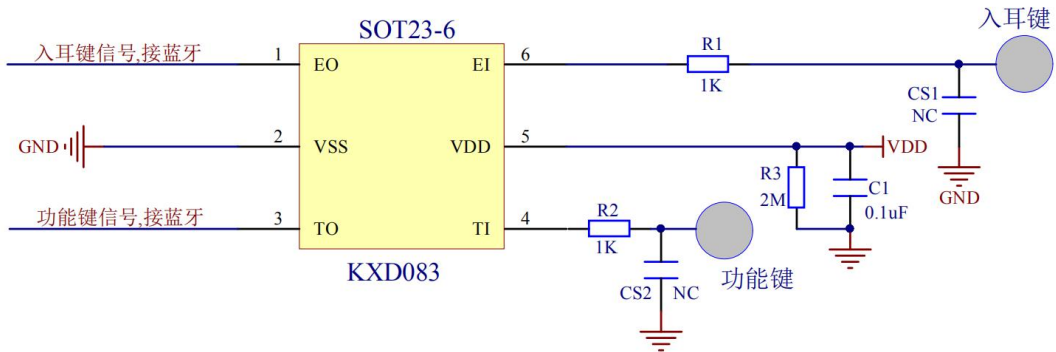 SOT23-6
入耳键
入耳键信号,接蓝牙
1
EO
EI
6
R1
1K
CS1
NC
GND
2
VSS
VDD
5
VDD
R3
2M
C1
0.1uF
GND
功能键信号,接蓝牙
3
TO
TI
4
R2
1K
KXD083
CS2
NC
功能键